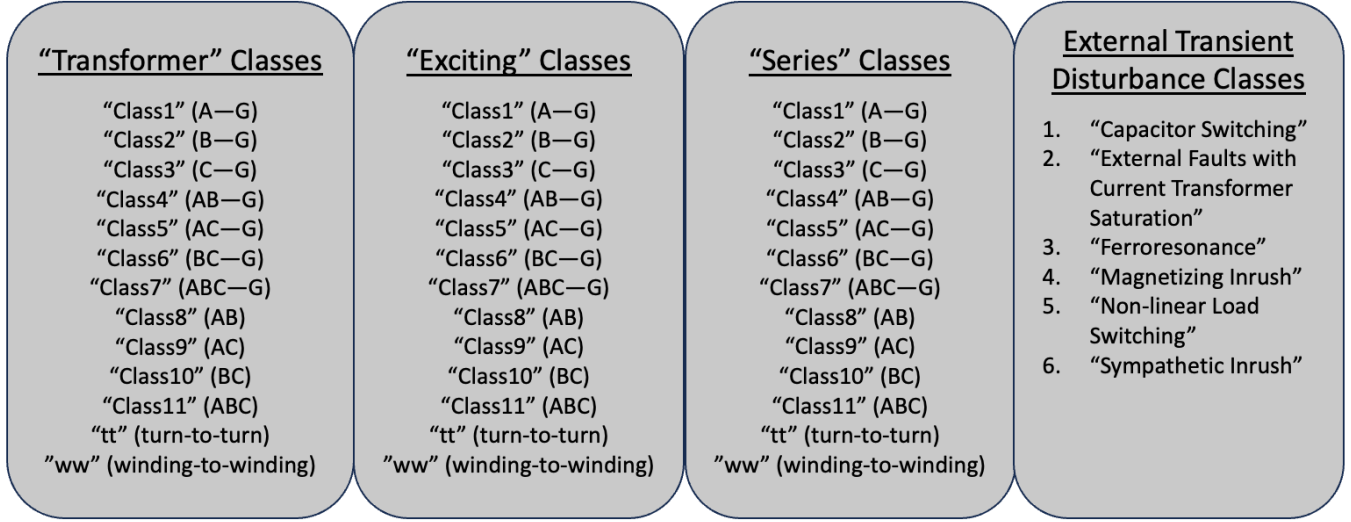 “Transformer” Classes
“Class1” (A—G)
“Class2” (B—G)
“Class3” (C—G)
“Class4” (AB—G)
“Class5” (AC—G)
“Class6” (BC—G)
“Class7” (ABC—G)
“Class8” (AB)
“Class9” (AC)
“Class10” (BC)
“Class11” (ABC)
“tt” (turn-to-turn)
”ww” (winding-to-winding)
“Exciting” Classes
“Class1” (A—G)
“Class2” (B—G)
“Class3” (C—G)
“Class4” (AB—G)
“Class5” (AC—G)
“Class6” (BC—G)
“Class7” (ABC—G)
“Class8” (AB)
“Class9” (AC)
“Class10” (BC)
“Class11” (ABC)
“tt” (turn-to-turn)
”ww” (winding-to-winding)
“Series” Classes
“Class1” (A—G)
“Class2” (B—G)
“Class3” (C—G)
“Class4” (AB—G)
“Class5” (AC—G)
“Class6” (BC—G)
“Class7” (ABC—G)
“Class8” (AB)
“Class9” (AC)
“Class10” (BC)
“Class11” (ABC)
“tt” (turn-to-turn)
”ww” (winding-to-winding)
External Transient
Disturbance Classes
1. “Capacitor Switching”
2. “External Faults with
Current Transformer
Saturation”
3. “Ferroresonance”
4. “Magnetizing Inrush”
5. “Non-linear Load
Switching”
6. “Sympathetic Inrush”